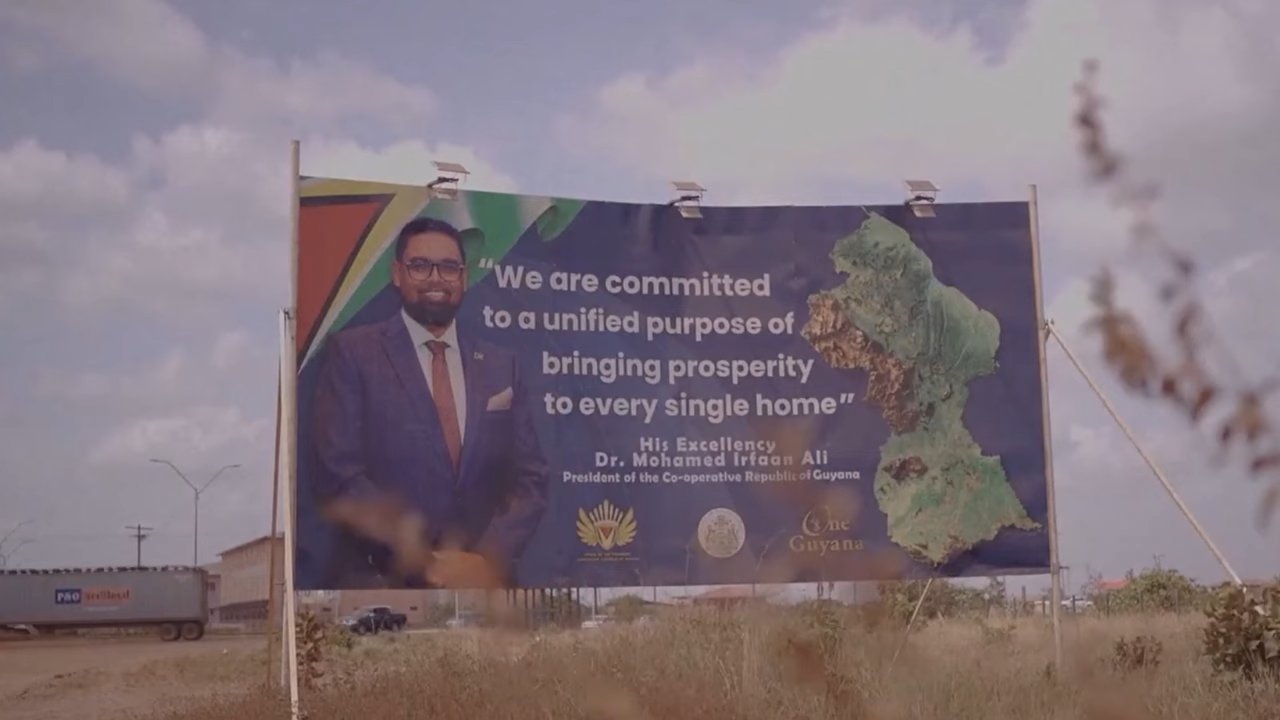 “We are committed
to a unified purpose of
bringing prosperity
to every single home”
His Excellency
Dr. Mohamed Irfaan Ali
President of the Co-operative Republic of Guyana
One
Guyana
P&O Nedlloyd